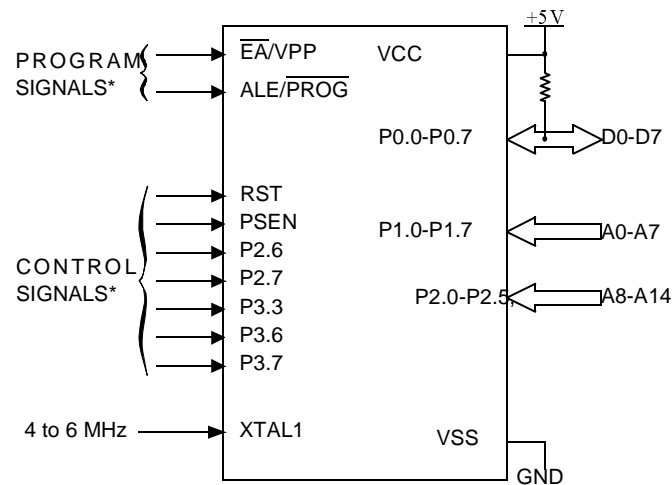 +5V
PROGRAM
SIGNALS*
EA/VPP
ALE/PROG
VCC
P0.0-P0.7
D0-D7
RST
PSEN
P2.6
P2.7
P3.3
P3.6
P3.7
CONTROL
SIGNALS*
P1.0-P1.7
A0-A7
P2.0-P2.5,
A8-A14
4 to 6 MHz
XTAL1
VSS
GND